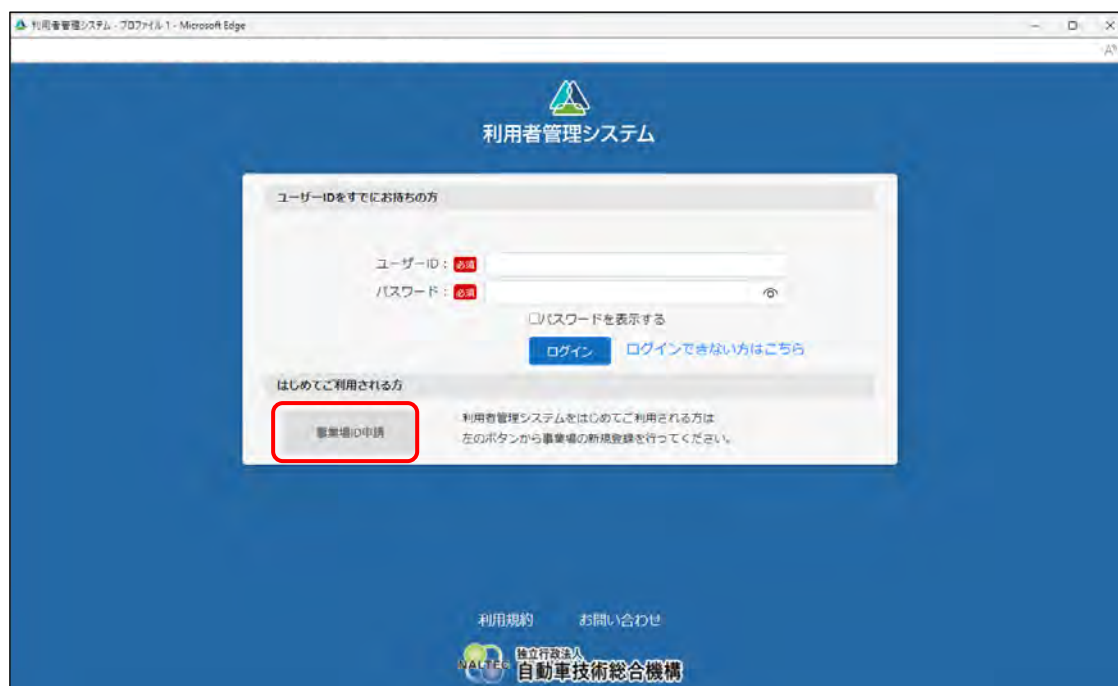 利用者管理システム - プロファイル 1 - Microsoft Edge
利用者管理システム
ユーザーIDをすでにお持ちの方
ユーザーID： 必須
パスワード： 必須
パスワードを表示する
ログイン ログインできない方はこちら
はじめてご利用される方
事業場ID申請
利用者管理システムをはじめてご利用される方は
左のボタンから事業場の新規登録を行ってください。
利用規約 お問い合わせ
NALTEC 独立行政法人
自動車技術総合機構